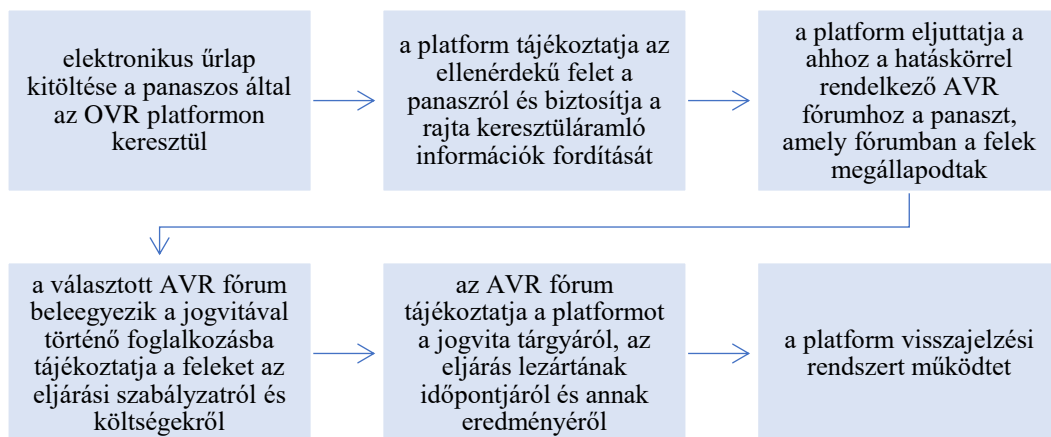 elektronikus űrlap
kitöltése a panaszos által
az OVR platformon
keresztül
a platform tájékoztatja az
ellenérdekű felet a
panaszról és biztosítja a
rajta keresztüláramló
információk fordítását
a platform eljuttatja a
ahhoz a hatáskörrel
rendelkező AVR
fórumhoz a panaszt,
amely fórumban a felek
megállapodtak
a választott AVR fórum
beleegyezik a jogvitával
történő foglalkozásba
tájékoztatja a feleket az
eljárási szabályzatról és
költségekről
az AVR fórum
tájékoztatja a platformot
a jogvita tárgyáról, az
eljárás lezártának
időpontjáról és annak
eredményéről
a platform visszajelzési
rendszert működtet